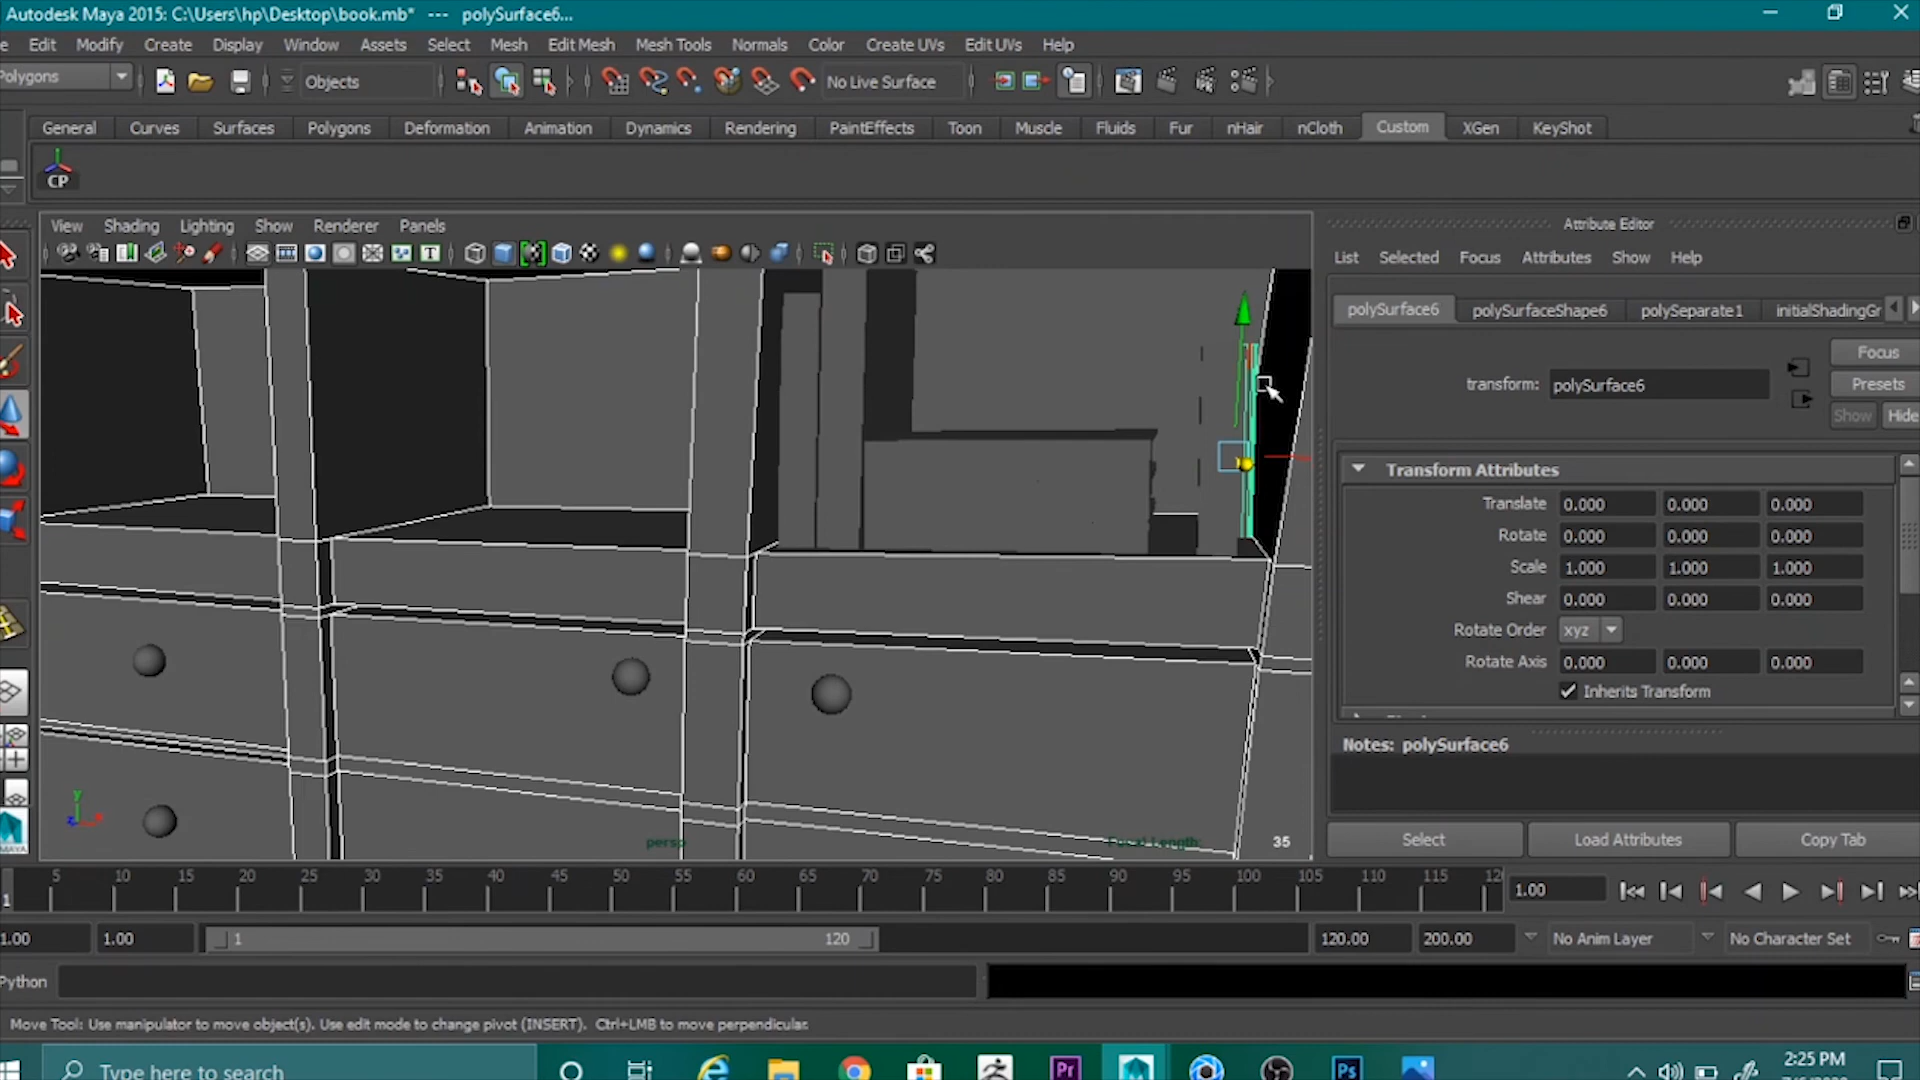 Autodesk Maya 2015: C:\Users\hp\Desktop\book.mb* --- polySurface6...
Edit Modify Create Display Window Assets Select Mesh Edit Mesh Mesh Tools Normals Color Create UVs Edit UVs Help
Polygons Objects No Live Surface
General Curves Surfaces Polygons Deformation Animation Dynamics Rendering PaintEffects Toon Muscle Fluids Fur nHair nCloth Custom XGen KeyShot
CP
View Shading Lighting Show Renderer Panels
T
Attribute Editor
List Selected Focus Attributes Show Help
polySurface6 polySurfaceShape6 polySeparate1 initialShadingGr
Focus
transform: polySurface6
Presets
Show Hide
Transform Attributes
Translate 0.000 0.000 0.000
Rotate 0.000 0.000 0.000
Scale 1.000 1.000 1.000
Shear 0.000 0.000 0.000
Rotate Order xyz
Rotate Axis 0.000 0.000 0.000
Inherits Transform
Notes: polySurface6
Select Load Attributes Copy Tab
y
z x
persp Focal Length 35
5 10 15 20 25 30 35 40 45 50 55 60 65 70 75 80 85 90 95 100 105 110 115 12
1 1.00
1.00 1.00 1 120 120.00 200.00 No Anim Layer No Character Set
Python
Move Tool: Use manipulator to move object(s). Use edit mode to change pivot (INSERT). Ctrl+LMB to move perpendicular.
Type here to search
Pr Ps
2:25 PM